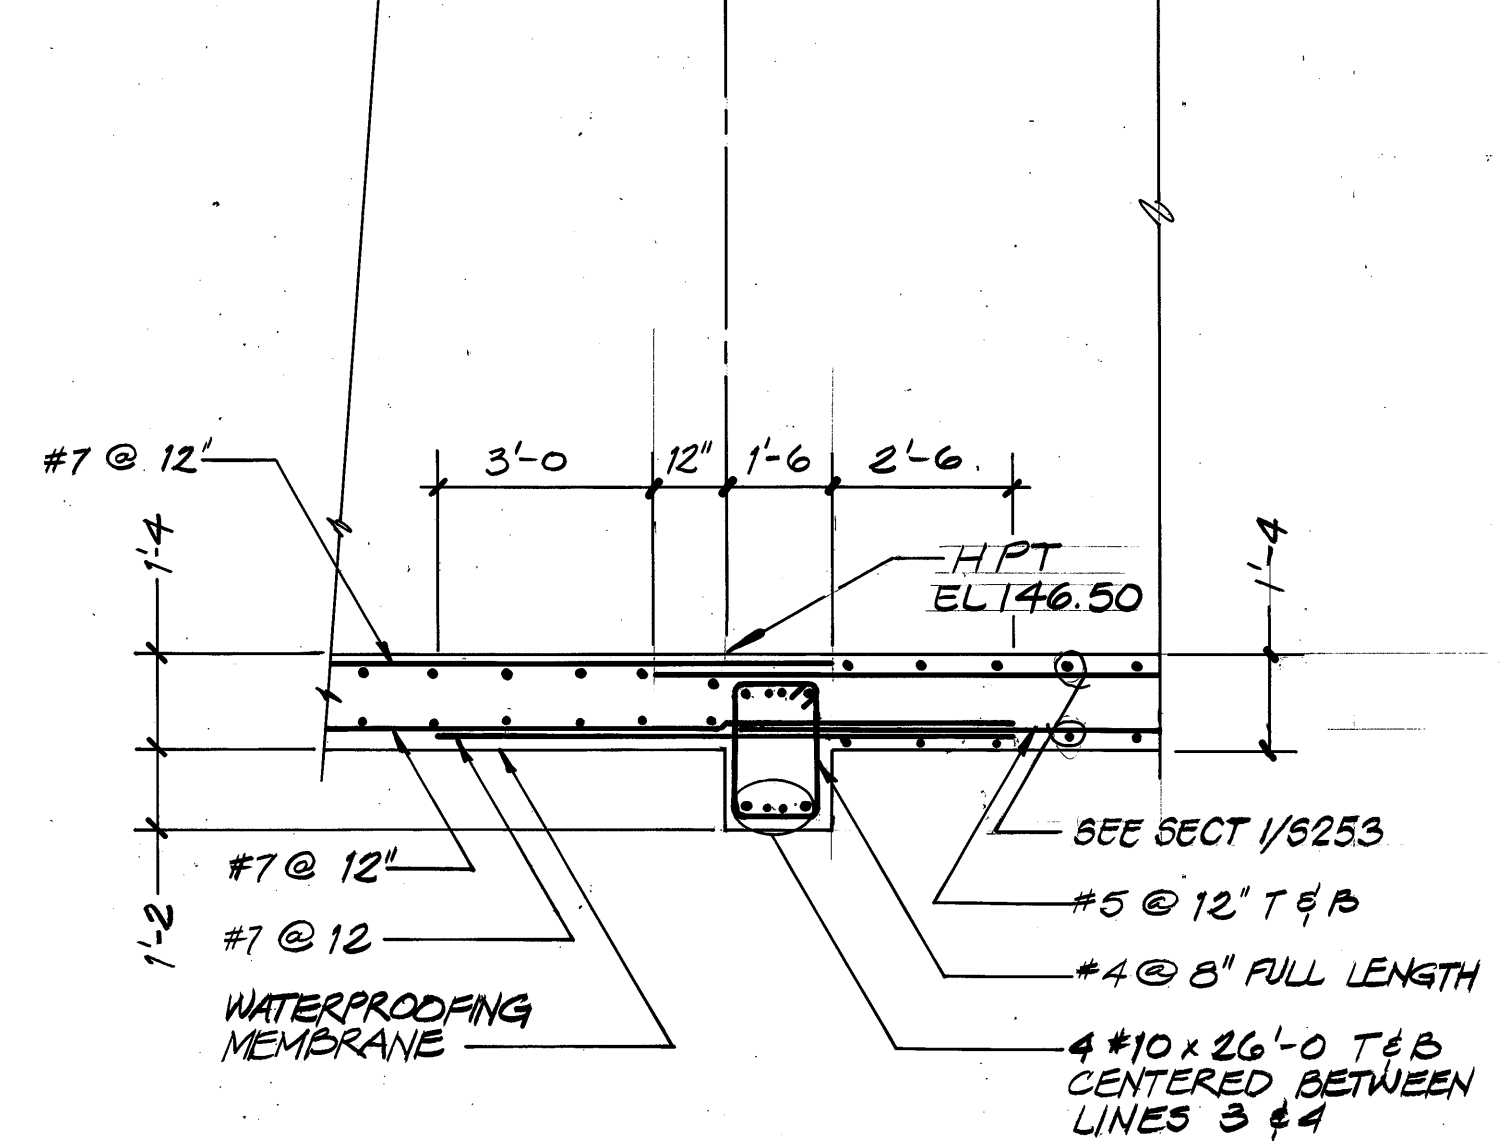 3'-0
12"
1'-6
2'-6
#7 @ 12"
1'-4
1'-4
H PT
EL 146.50
SEE SECT 1/S253
#7 @ 12"
#5 @ 12" T & B
1'-2
#7 @ 12
#4 @ 8" FULL LENGTH
WATERPROOFING
MEMBRANE
4 #10 x 26'-0 T & B
CENTERED BETWEEN
LINES 3 & 4